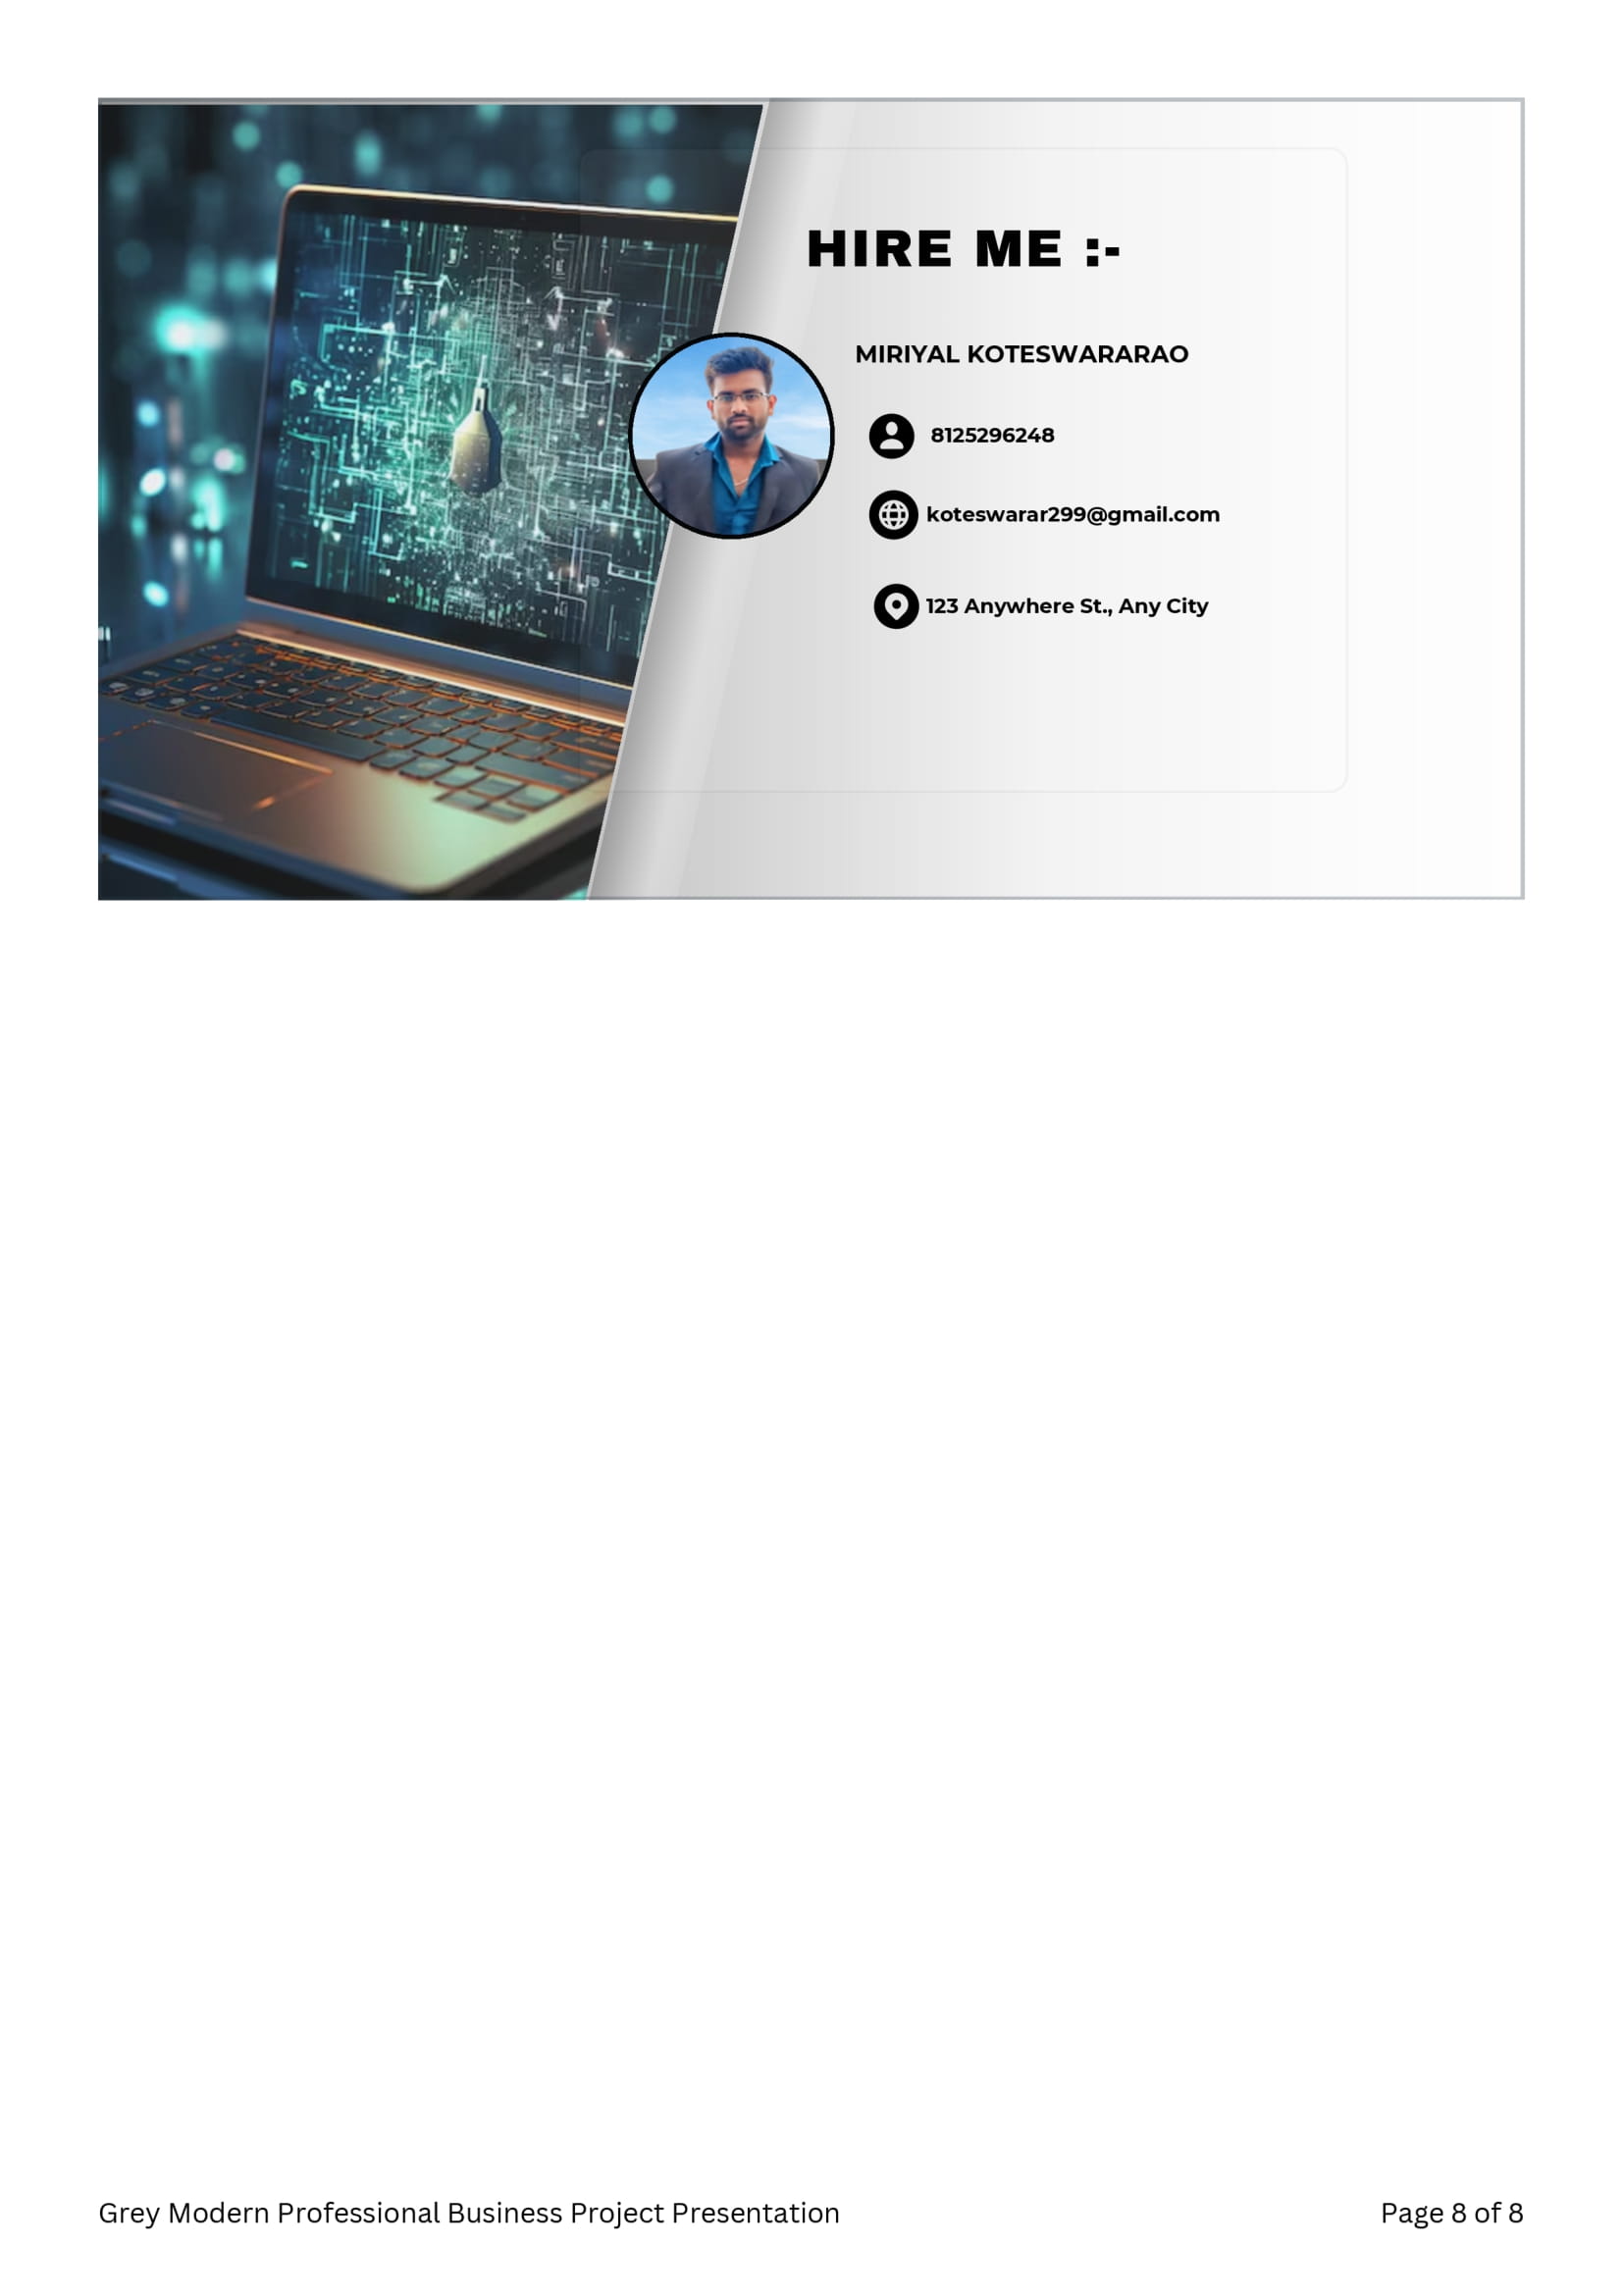 HIRE ME :-
MIRIYAL KOTESWARARAO
8125296248
koteswarar299@gmail.com
123 Anywhere St., Any City
Grey Modern Professional Business Project Presentation
Page 8 of 8